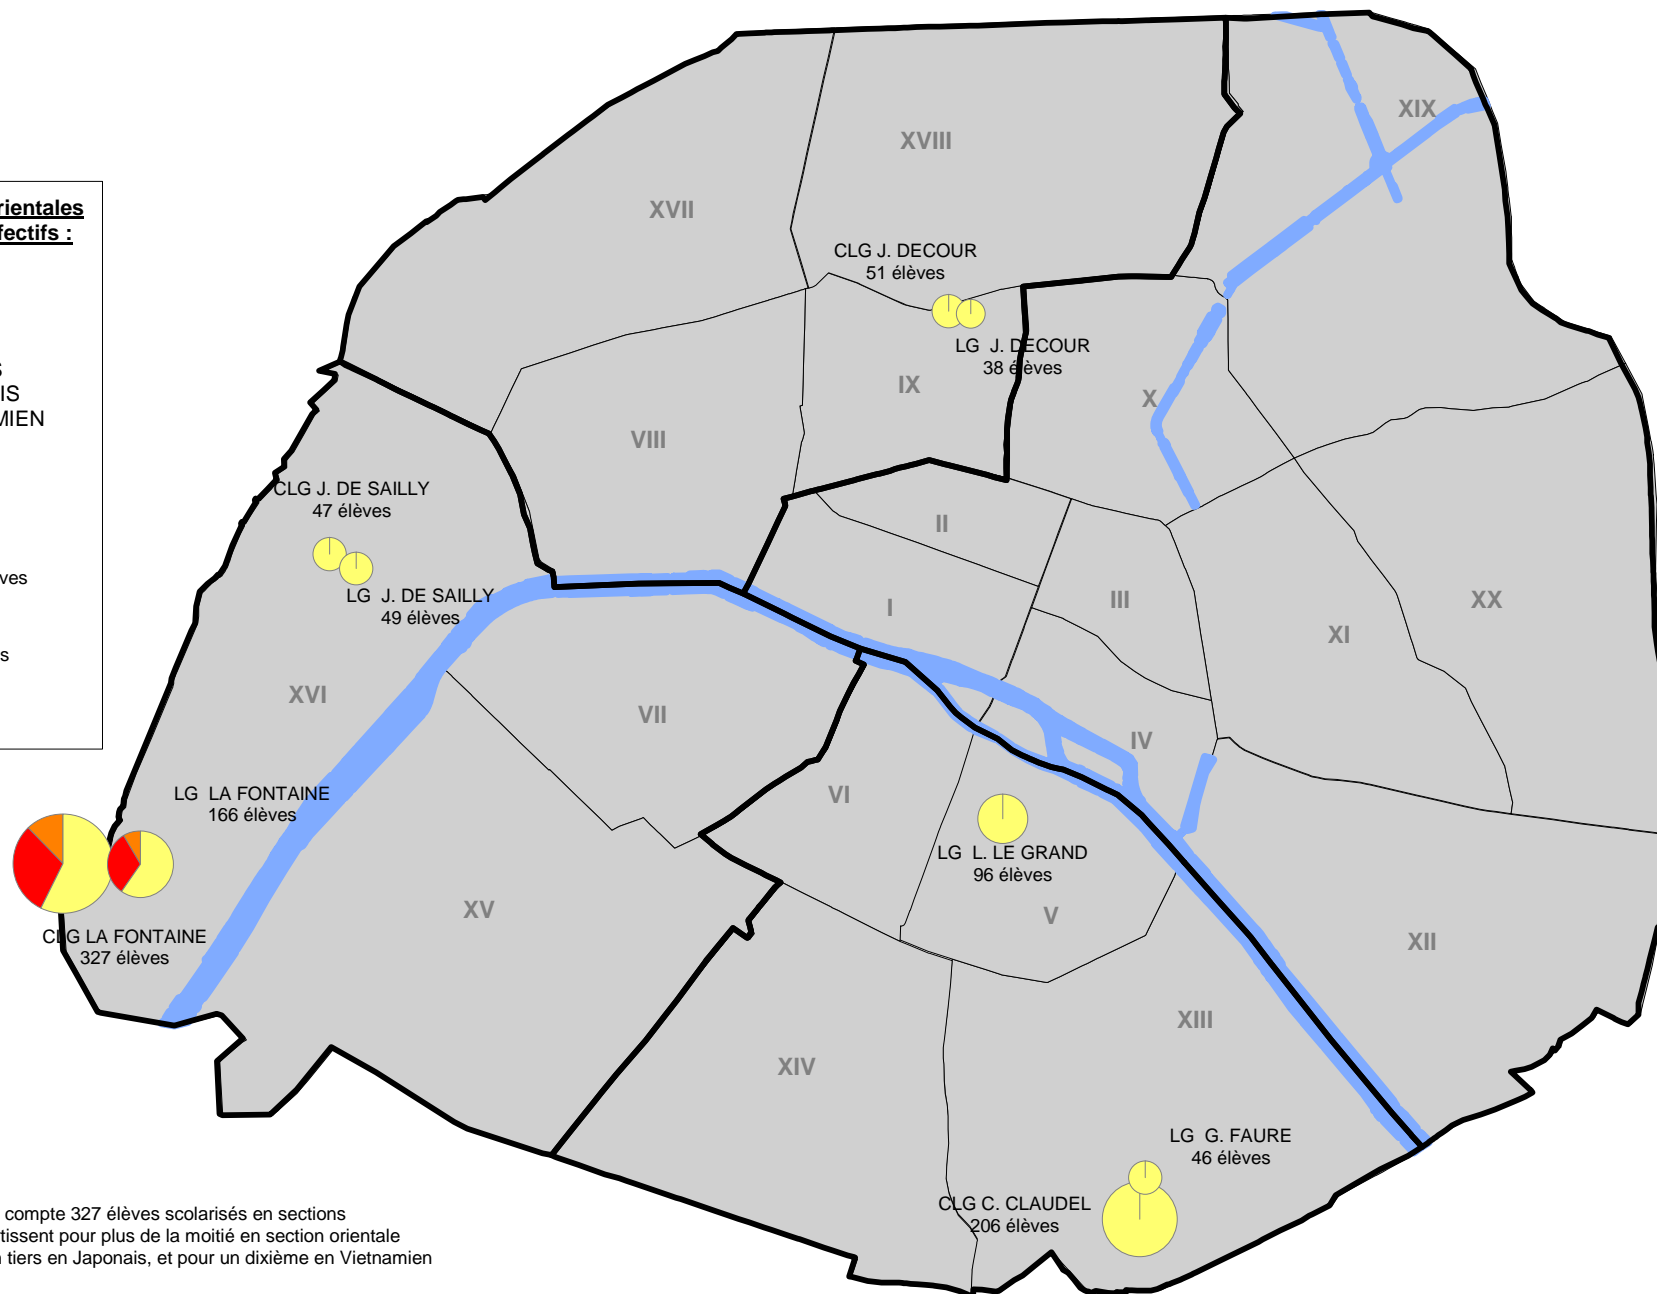 rientales
fectifs :
S
IS
MIEN
ves
s
XIX
XVIII
XVII
CLG J. DECOUR
51 élèves
LG J. DECOUR
38 élèves
IX
X
VIII
CLG J. DE SAILLY
47 élèves
LG J. DE SAILLY
49 élèves
II
I
III
XI
XX
XVI
VII
IV
LG LA FONTAINE
166 élèves
VI
LG L. LE GRAND
96 élèves
V
CLG LA FONTAINE
327 élèves
XV
XII
XIII
XIV
LG G. FAURE
46 élèves
CLG C. CLAUDEL
206 élèves
compte 327 élèves scolarisés en sections
tissent pour plus de la moitié en section orientale
tiers en Japonais, et pour un dixième en Vietnamien